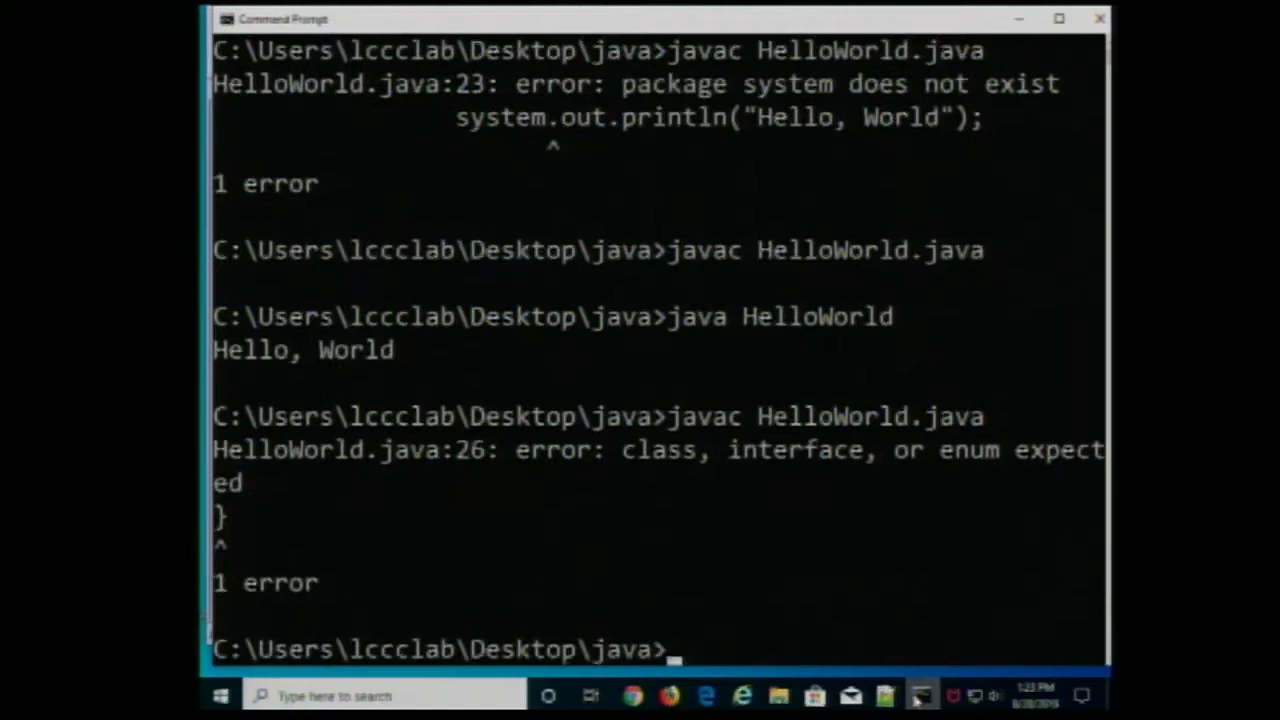 Command Prompt
C:\Users\lccclab\Desktop\java>javac HelloWorld.java
HelloWorld.java:23: error: package system does not exist
system.out.println("Hello, World");
^
1 error
C:\Users\lccclab\Desktop\java>javac HelloWorld.java
C:\Users\lccclab\Desktop\java>java HelloWorld
Hello, World
C:\Users\lccclab\Desktop\java>javac HelloWorld.java
HelloWorld.java:26: error: class, interface, or enum expect
ed
}
^
1 error
C:\Users\lccclab\Desktop\java>
Type here to search
1:23 PM